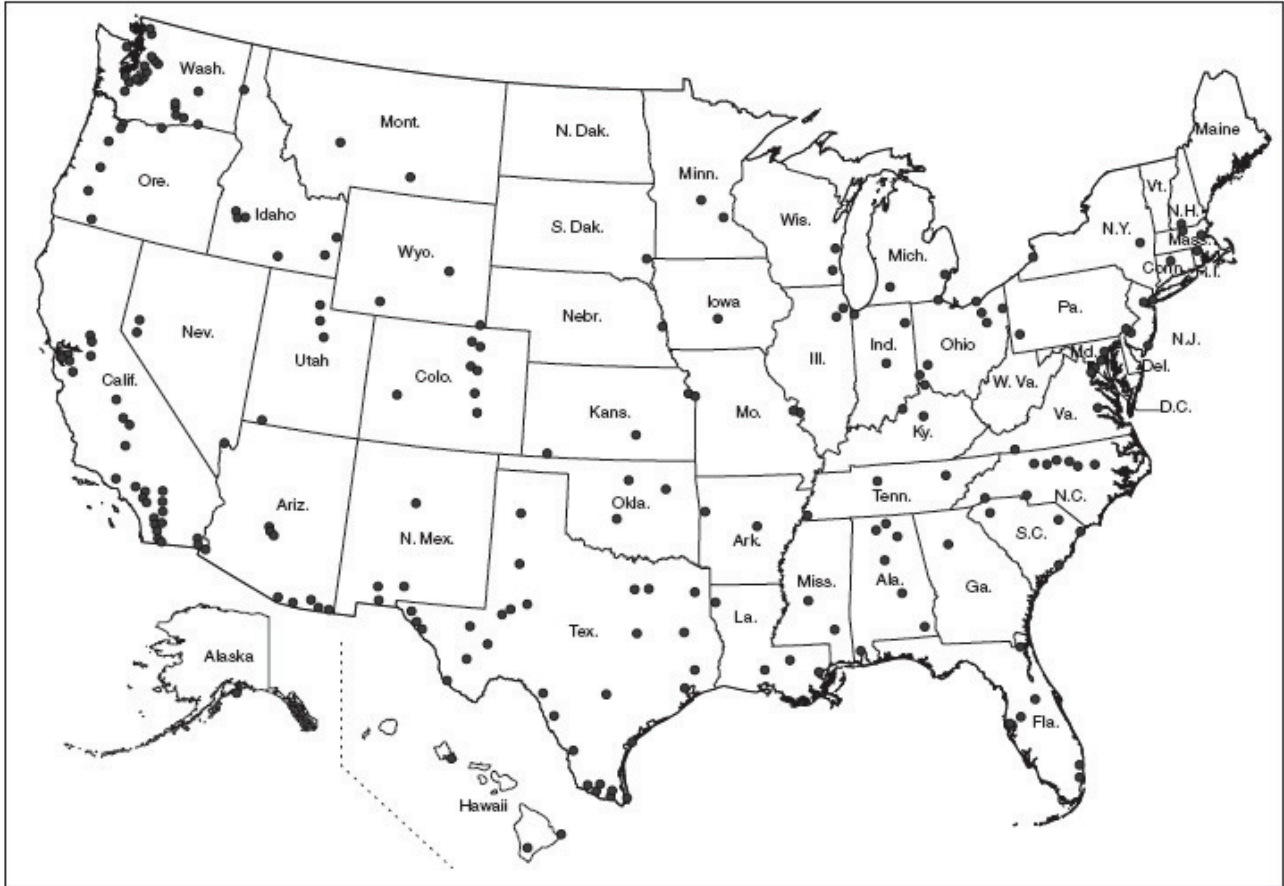 Wash.
Mont.
N. Dak.
Minn.
Maine
Vt.
N.H.
Ore.
Idaho
S. Dak.
Wis.
Mich.
N.Y.
Mass.
Conn.
R.I.
Wyo.
Nebr.
Iowa
Pa.
N.J.
Nev.
Utah
Colo.
Ill.
Ind.
Ohio
Md.
Del.
W. Va.
D.C.
Calif.
Kans.
Mo.
Ky.
Va.
Ariz.
N. Mex.
Okla.
Ark.
Tenn.
N.C.
S.C.
Tex.
La.
Miss.
Ala.
Ga.
Alaska
Fla.
Hawaii